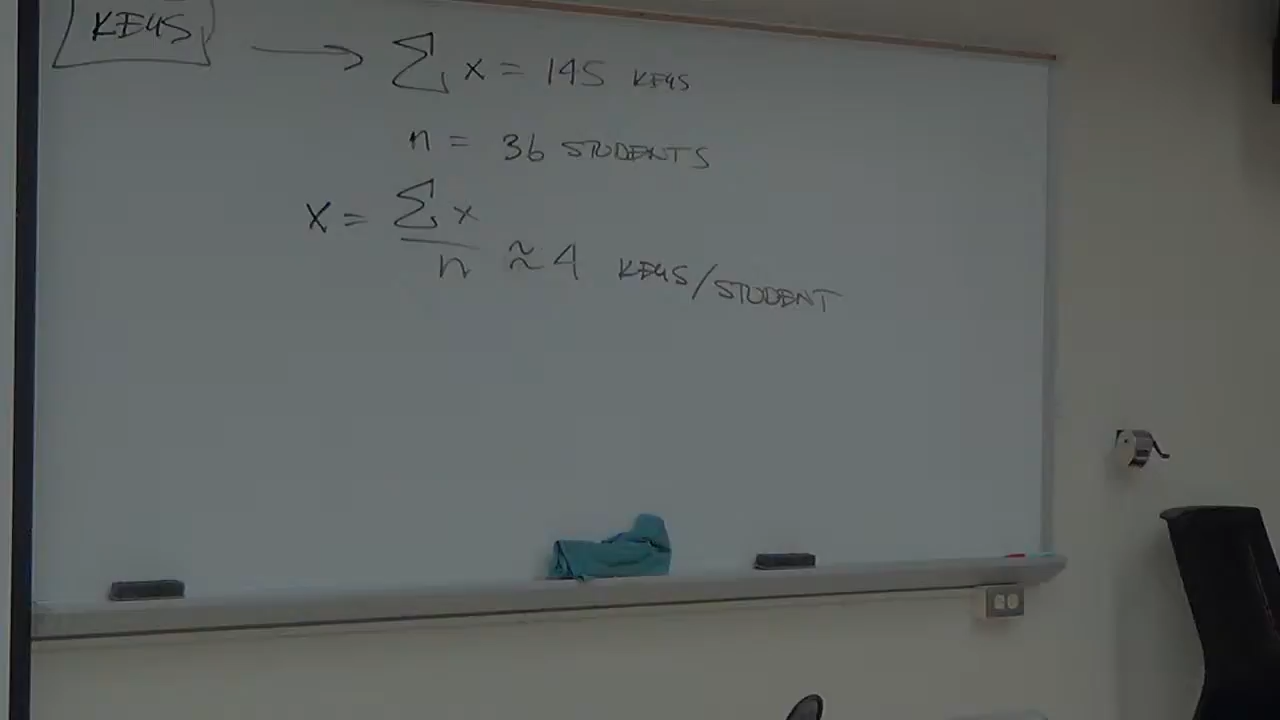 KEYS → ∑ x = 145 KEYS
n = 36 STUDENTS
x = ∑ x / n ≈ 4 KEYS/STUDENT